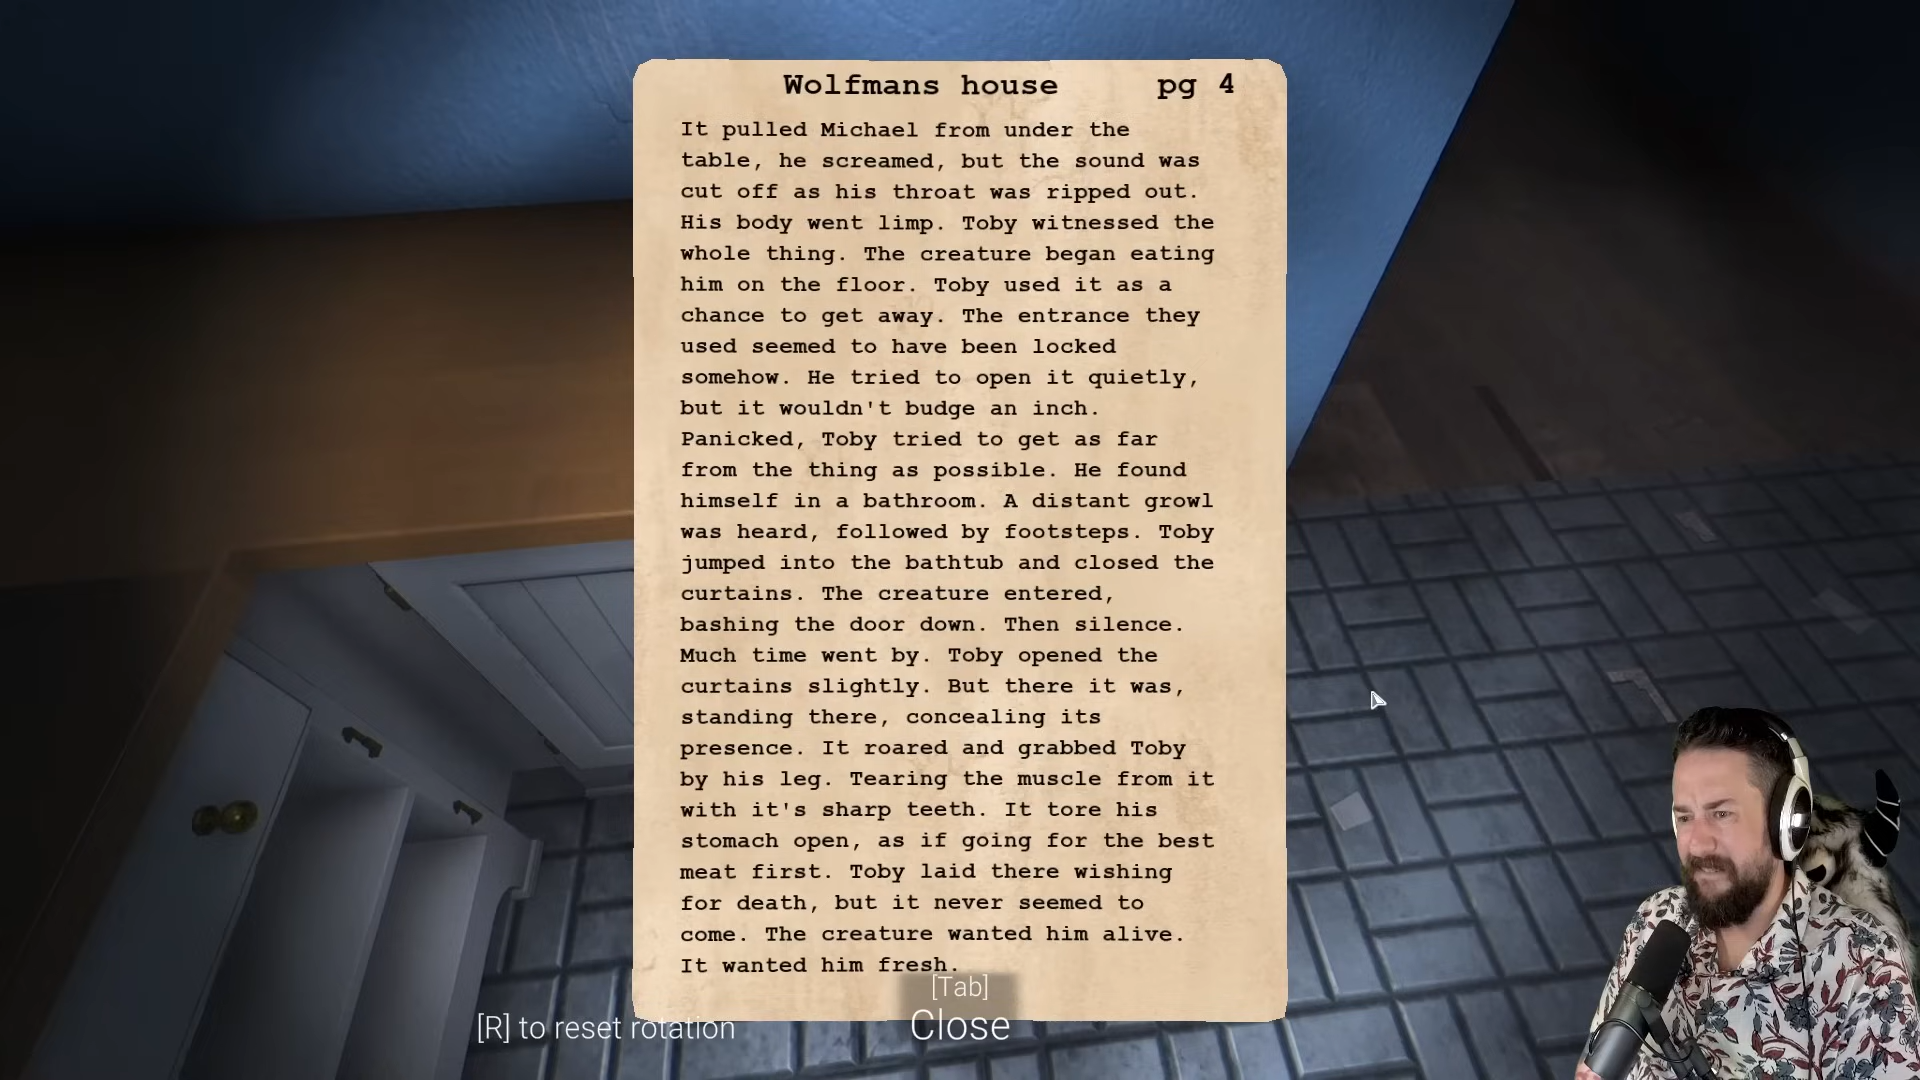 Wolfmans house pg 4
It pulled Michael from under the
table, he screamed, but the sound was
cut off as his throat was ripped out.
His body went limp. Toby witnessed the
whole thing. The creature began eating
him on the floor. Toby used it as a
chance to get away. The entrance they
used seemed to have been locked
somehow. He tried to open it quietly,
but it wouldn't budge an inch.
Panicked, Toby tried to get as far
from the thing as possible. He found
himself in a bathroom. A distant growl
was heard, followed by footsteps. Toby
jumped into the bathtub and closed the
curtains. The creature entered,
bashing the door down. Then silence.
Much time went by. Toby opened the
curtains slightly. But there it was,
standing there, concealing its
presence. It roared and grabbed Toby
by his leg. Tearing the muscle from it
with it's sharp teeth. It tore his
stomach open, as if going for the best
meat first. Toby laid there wishing
for death, but it never seemed to
come. The creature wanted him alive.
It wanted him fresh.
[Tab]
Close
[R] to reset rotation